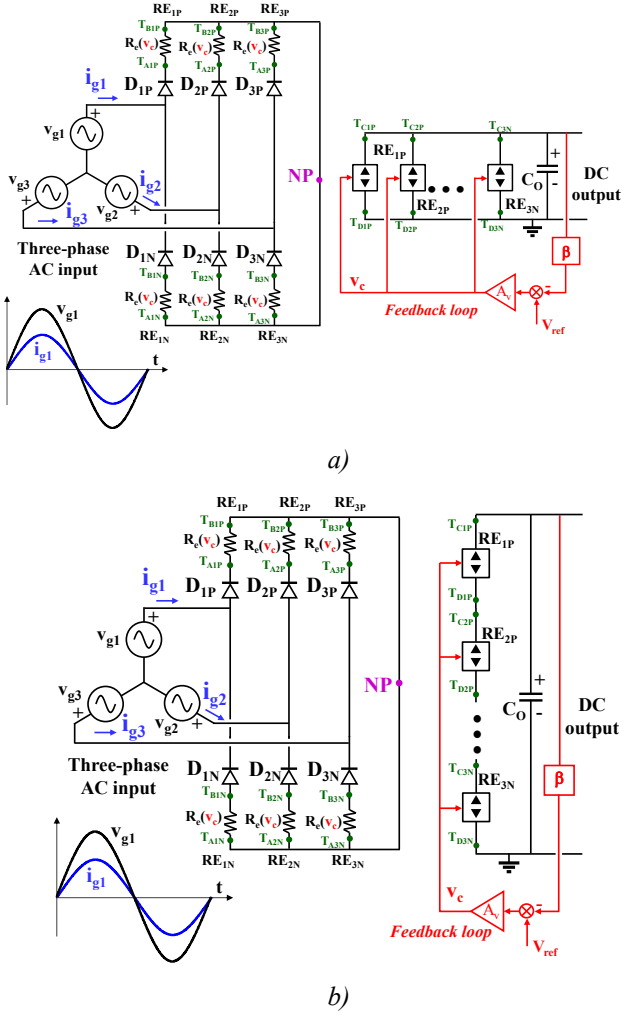 RE1P RE2P RE3P
TB1P TB2P TB3P
Re(vc) Re(vc) Re(vc)
TA1P TA2P TA3P
ig1
D1P D2P D3P
vg1
vg3
ig2
vg2
ig3
NP
Three-phase
AC input
D1N D2N D3N
TB1N TB2N TB3N
Re(vc) Re(vc) Re(vc)
TA1N TA2N TA3N
RE1N RE2N RE3N
TC1P TC2P TC3N
RE1P
RE2P
RE3N
TD1P TD2P TD3N
CO
+
-
DC
output
β
vc
Av
-
Feedback loop
Vref
vg1
ig1
t
a)
RE1P RE2P RE3P
TB1P TB2P TB3P
Re(vc) Re(vc) Re(vc)
TA1P TA2P TA3P
ig1
D1P D2P D3P
vg1
vg3
ig2
vg2
ig3
NP
Three-phase
AC input
D1N D2N D3N
TB1N TB2N TB3N
Re(vc) Re(vc) Re(vc)
TA1N TA2N TA3N
RE1N RE2N RE3N
TC1P
RE1P
TD1P
TC2P
RE2P
TD2P
TC3N
RE3N
TD3N
CO
+
-
DC
output
β
vc
Av
-
Feedback loop
Vref
vg1
ig1
t
b)